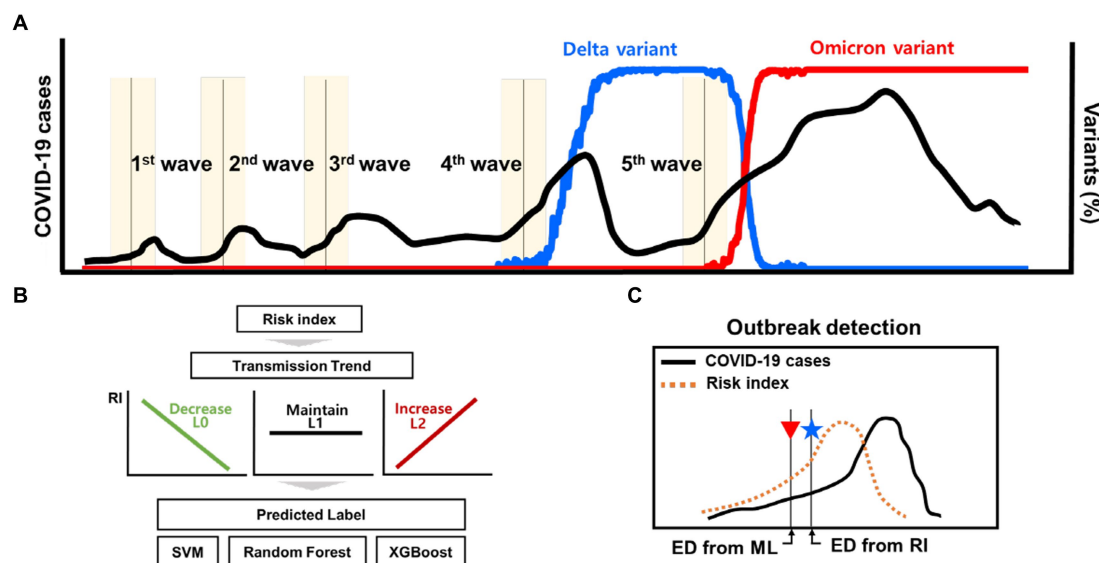 A
Delta variant
Omicron variant
COVID-19 cases
Variants (%)
1st wave
2nd wave
3rd wave
4th wave
5th wave
B
Risk index
Transmission Trend
RI
Decrease
L0
Maintain
L1
Increase
L2
Predicted Label
SVM
Random Forest
XGBoost
C
Outbreak detection
COVID-19 cases
Risk index
ED from ML
ED from RI